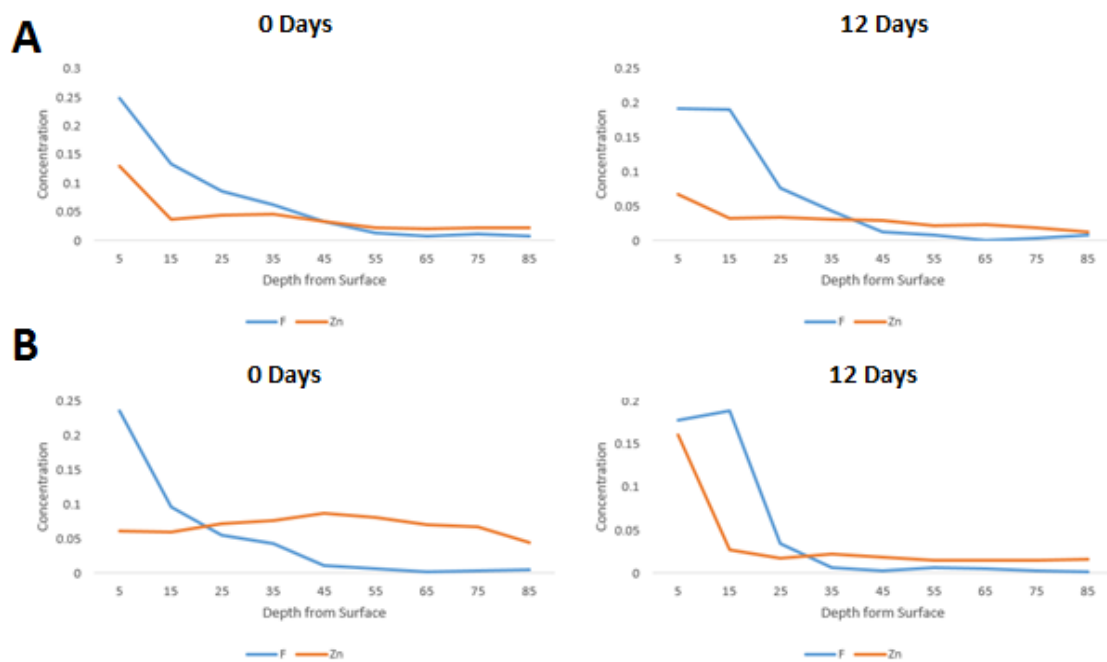 A
0 Days
0.3
0.25
0.2
0.15
0.1
0.05
0
Concentration
5 15 25 35 45 55 65 75 85
Depth from Surface
F Zn
12 Days
0.25
0.2
0.15
0.1
0.05
0
Concentration
5 15 25 35 45 55 65 75 85
Depth form Surface
F Zn
B
0 Days
0.25
0.2
0.15
0.1
0.05
0
Concentration
5 15 25 35 45 55 65 75 85
Depth from Surface
F Zn
12 Days
0.2
0.15
0.1
0.05
0
Concentration
5 15 25 35 45 55 65 75 85
Depth form Surface
F Zn